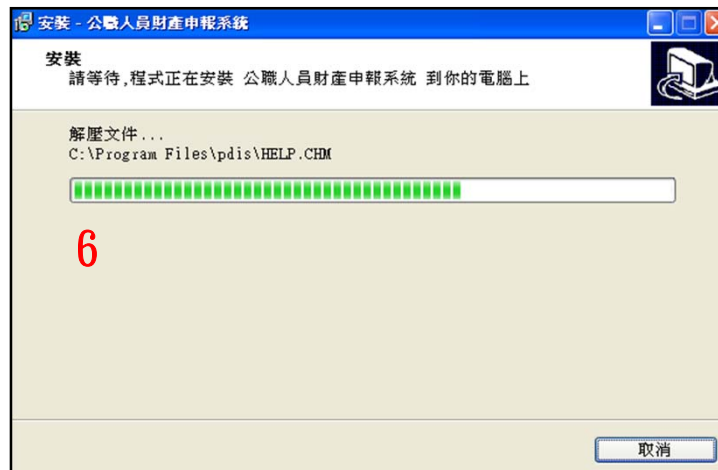 安裝 - 公職人員財產申報系統
安裝
請等待,程式正在安裝 公職人員財產申報系統 到你的電腦上
解壓文件...
C:\Program Files\pdis\HELP.CHM
6
取消